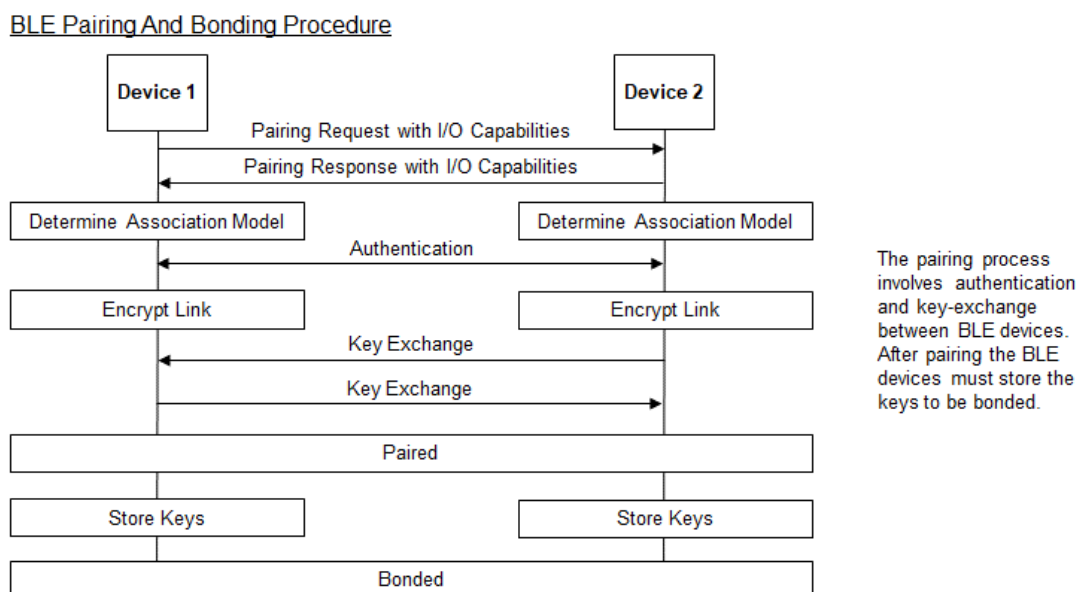 BLE Pairing And Bonding Procedure
Device 1
Device 2
Pairing Request with I/O Capabilities
Pairing Response with I/O Capabilities
Determine Association Model
Determine Association Model
Authentication
Encrypt Link
Encrypt Link
Key Exchange
Key Exchange
Paired
Store Keys
Store Keys
Bonded
The pairing process
involves authentication
and key-exchange
between BLE devices.
After pairing the BLE
devices must store the
keys to be bonded.